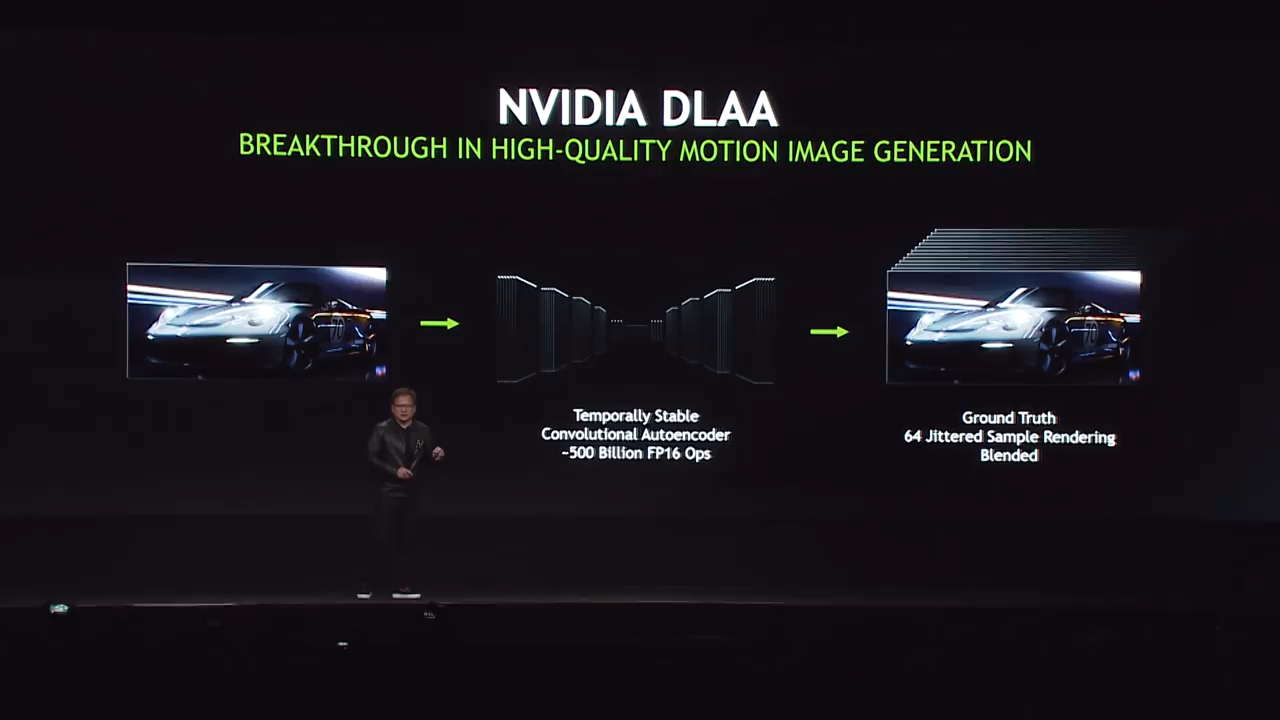 NVIDIA DLAA
BREAKTHROUGH IN HIGH-QUALITY MOTION IMAGE GENERATION
Temporally Stable
Convolutional Autoencoder
~500 Billion FP16 Ops
Ground Truth
64 Jittered Sample Rendering
Blended